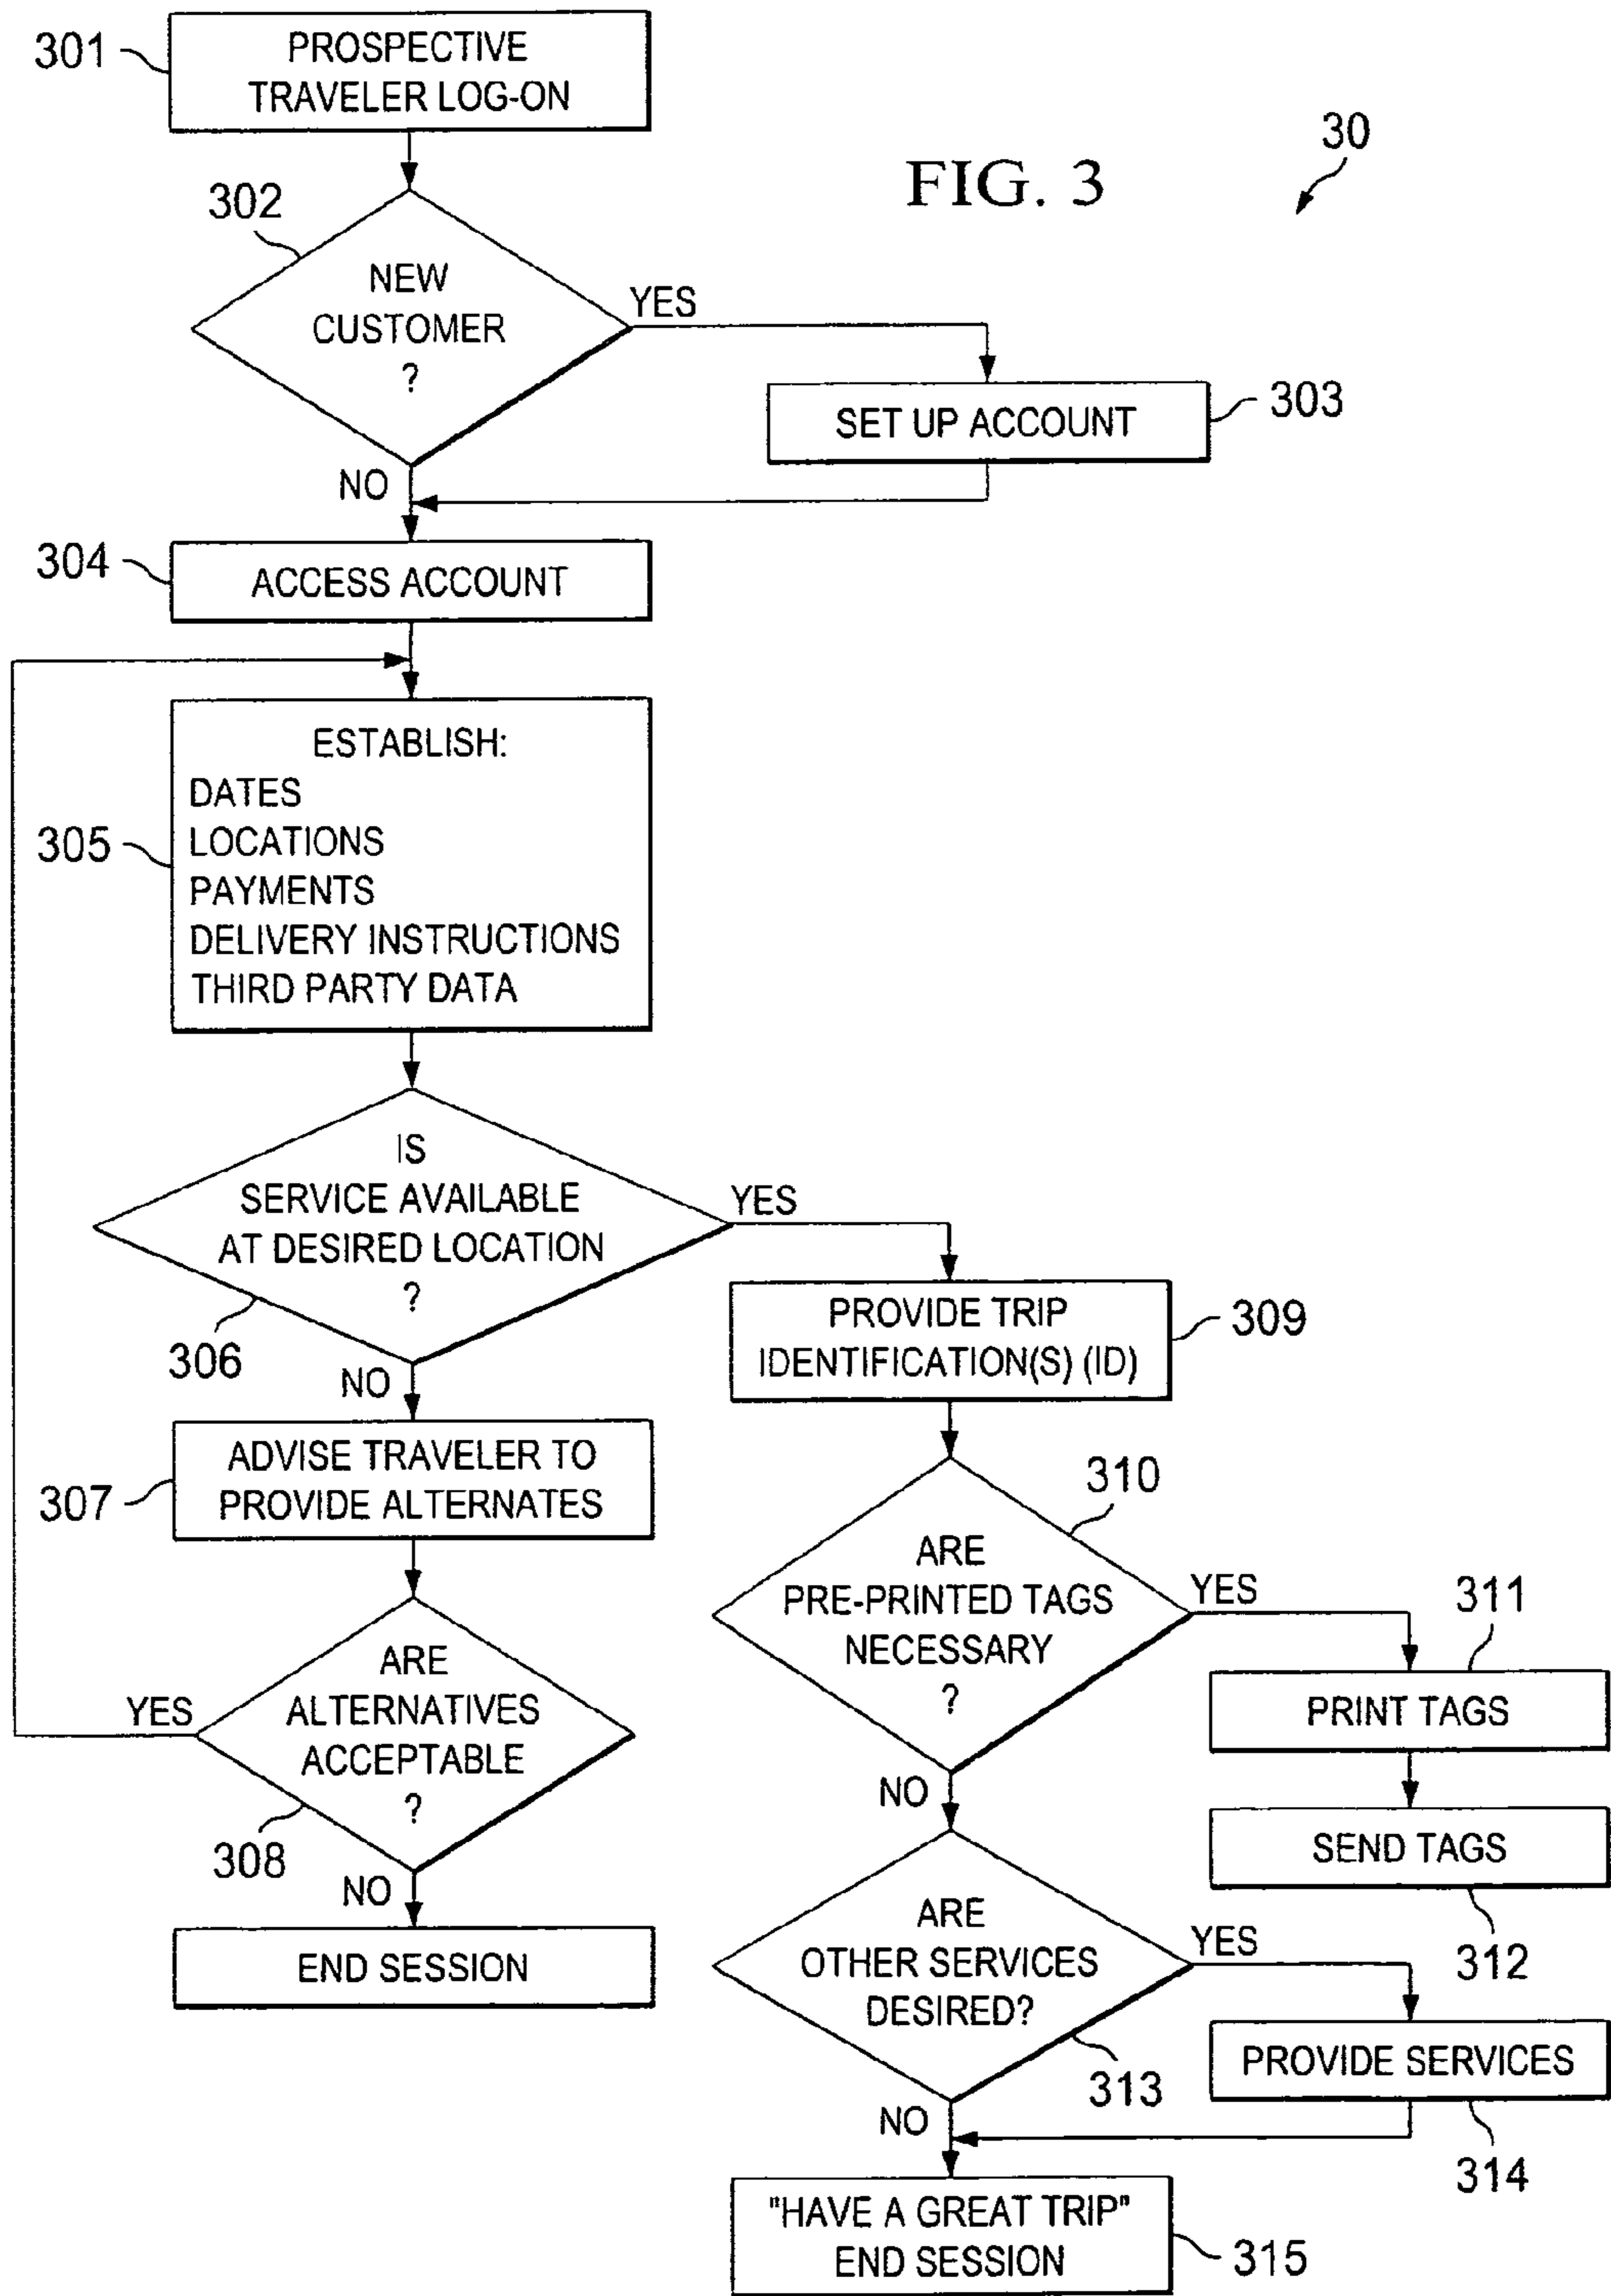 301
PROSPECTIVE
TRAVELER LOG-ON
FIG. 3
30
302
NEW
CUSTOMER
?
YES
NO
SET UP ACCOUNT
303
304
ACCESS ACCOUNT
305
ESTABLISH:
DATES
LOCATIONS
PAYMENTS
DELIVERY INSTRUCTIONS
THIRD PARTY DATA
IS
SERVICE AVAILABLE
AT DESIRED LOCATION
?
306
YES
NO
307
ADVISE TRAVELER TO
PROVIDE ALTERNATES
ARE
ALTERNATIVES
ACCEPTABLE
?
YES
308
NO
END SESSION
PROVIDE TRIP
IDENTIFICATION(S) (ID)
309
310
ARE
PRE-PRINTED TAGS
NECESSARY
?
YES
NO
311
PRINT TAGS
SEND TAGS
312
ARE
OTHER SERVICES
DESIRED?
YES
313
NO
PROVIDE SERVICES
314
"HAVE A GREAT TRIP"
END SESSION
315